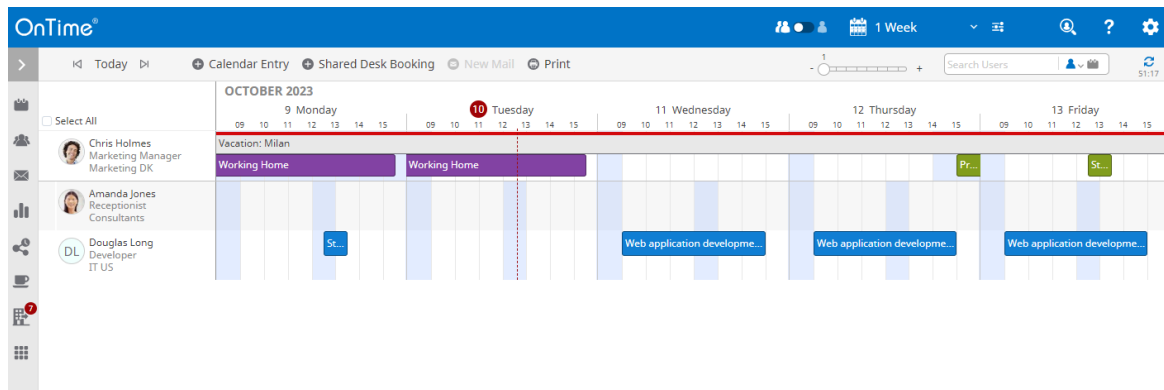 OnTime®
1 Week
?
Today
Calendar Entry
Shared Desk Booking
New Mail
Print
1
- +
Search Users
51:17
OCTOBER 2023
9 Monday 10 Tuesday 11 Wednesday 12 Thursday 13 Friday
Select All
09 10 11 12 13 14 15 09 10 11 12 13 14 15 09 10 11 12 13 14 15 09 10 11 12 13 14 15 09 10 11 12 13 14 15
Chris Holmes
Marketing Manager
Marketing DK
Vacation: Milan
Working Home Working Home Pr... St...
Amanda Jones
Receptionist
Consultants
DL
Douglas Long
Developer
IT US
St... Web application developme... Web application developme... Web application developme...
7